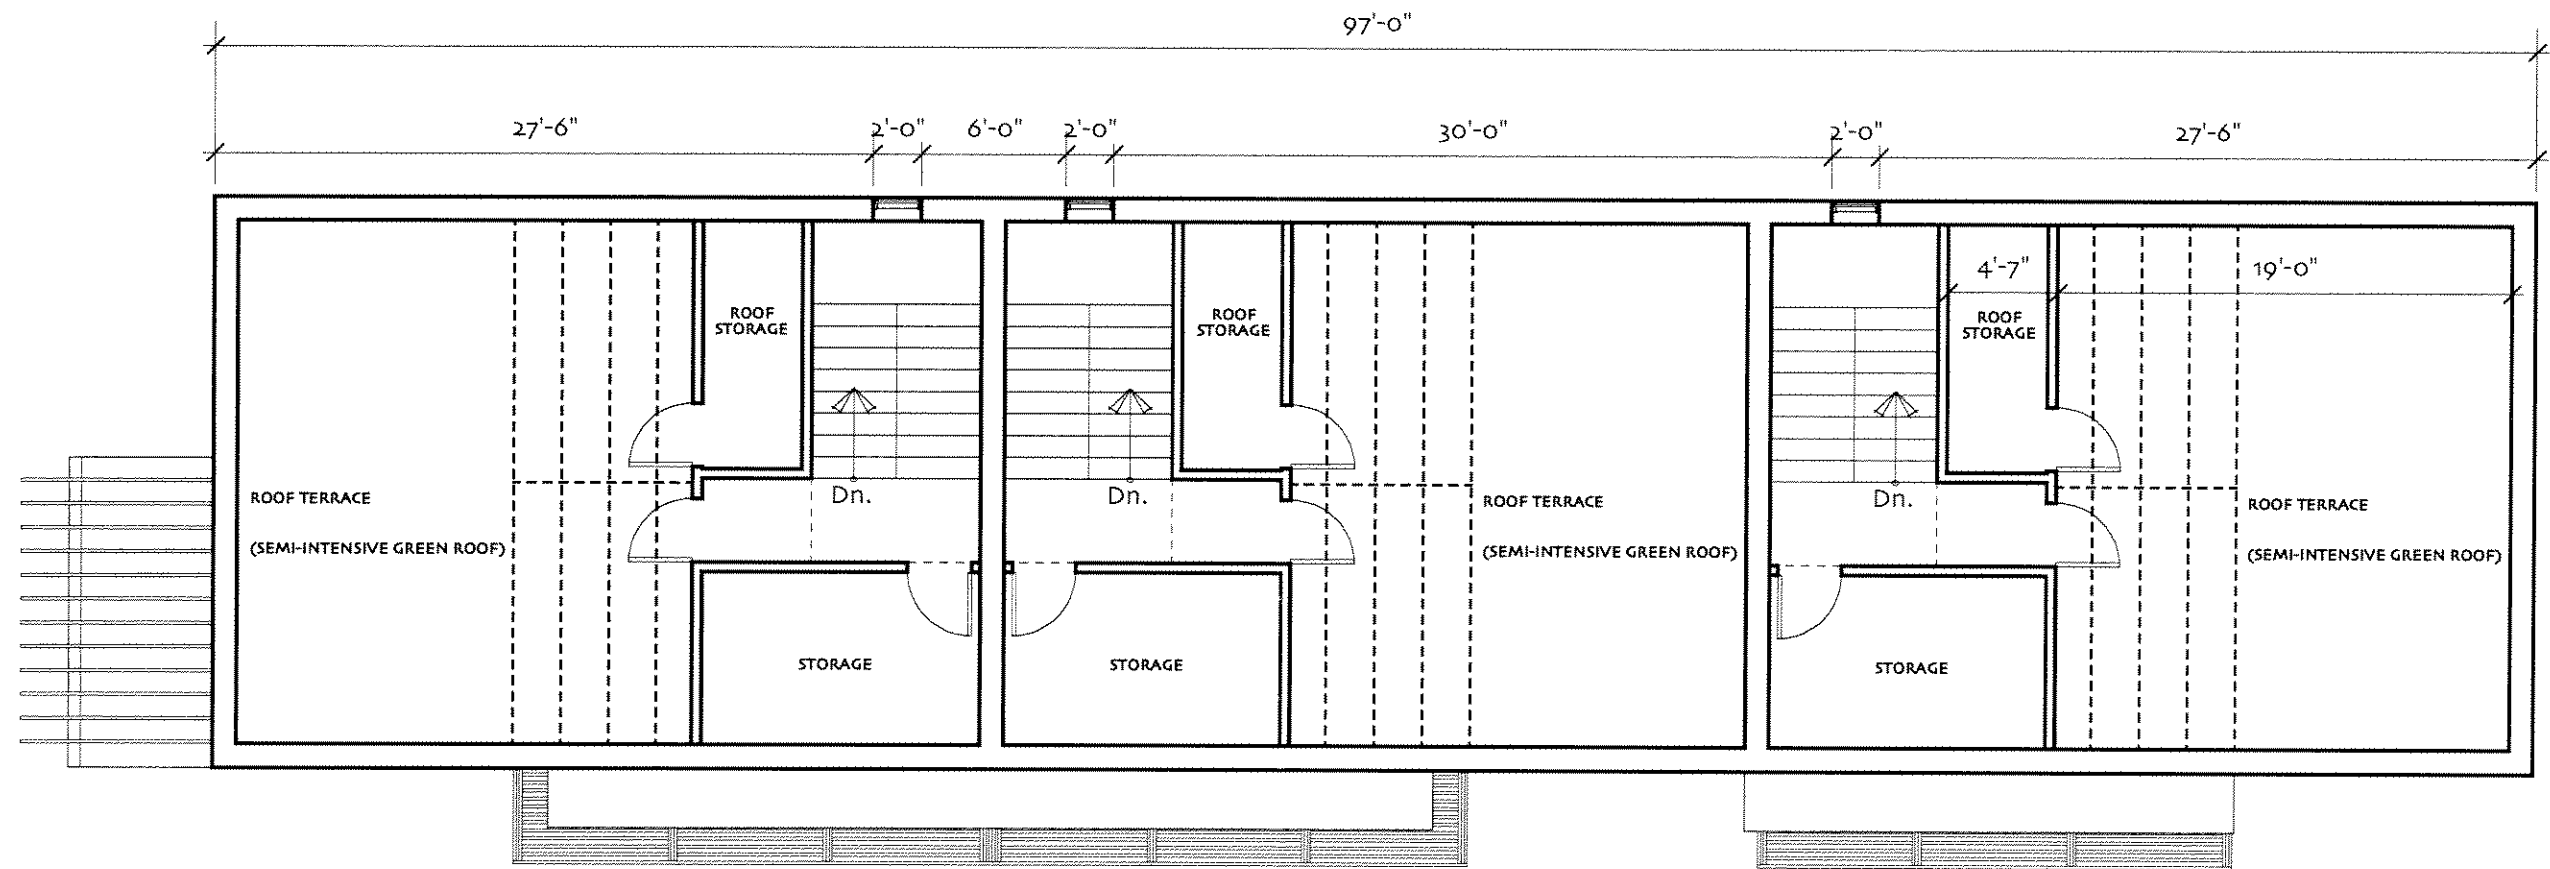 97'-0"
27'-6"
2'-0"
6'-0"
2'-0"
30'-0"
2'-0"
27'-6"
4'-7"
19'-0"
ROOF
STORAGE
ROOF
STORAGE
ROOF
STORAGE
Dn.
Dn.
Dn.
ROOF TERRACE
(SEMI-INTENSIVE GREEN ROOF)
ROOF TERRACE
(SEMI-INTENSIVE GREEN ROOF)
ROOF TERRACE
(SEMI-INTENSIVE GREEN ROOF)
STORAGE
STORAGE
STORAGE